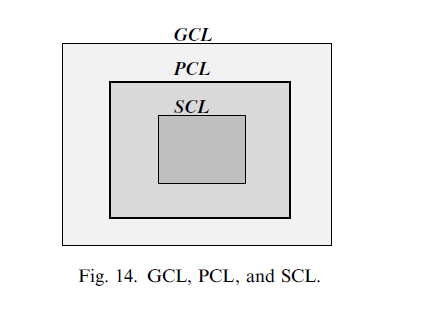 GCL
PCL
SCL
Fig. 14. GCL, PCL, and SCL.